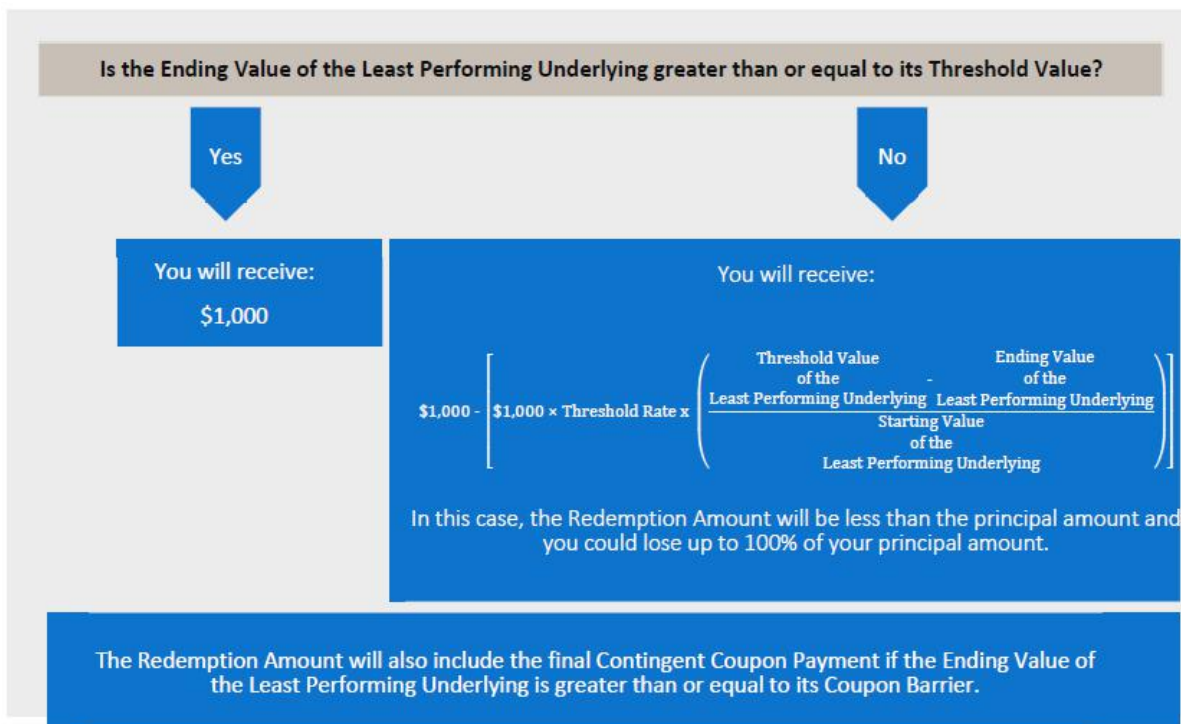 Is the Ending Value of the Least Performing Underlying greater than or equal to its Threshold Value?
Yes
No
You will receive:
$1,000
You will receive:
Threshold Value
of the
Least Performing Underlying
-
Ending Value
of the
Least Performing Underlying
$1,000 - [$1,000 × Threshold Rate x
Starting Value
of the
Least Performing Underlying
]
In this case, the Redemption Amount will be less than the principal amount and
you could lose up to 100% of your principal amount.
The Redemption Amount will also include the final Contingent Coupon Payment if the Ending Value of
the Least Performing Underlying is greater than or equal to its Coupon Barrier.